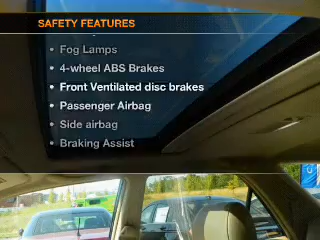 SAFETY FEATURES
• Fog Lamps
• 4-wheel ABS Brakes
• Front Ventilated disc brakes
• Passenger Airbag
• Side airbag
• Braking Assist